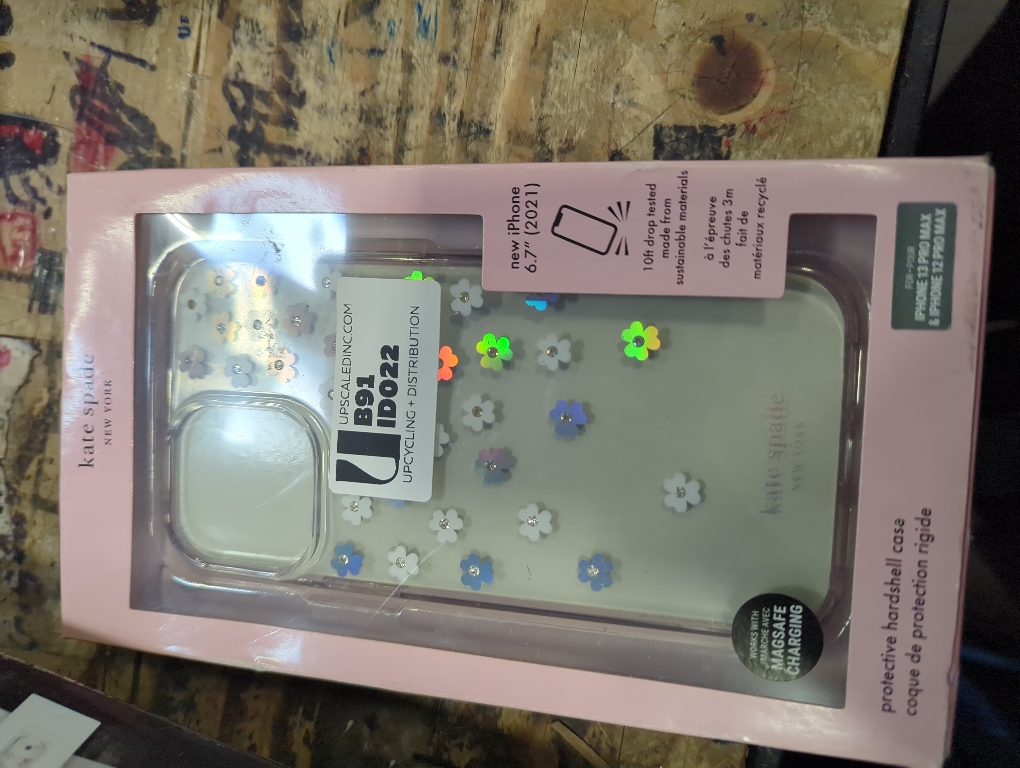 kate spade
NEW YORK
new iPhone
6.7" (2021)
10ft drop tested
made from
sustainable materials
à l'épreuve
des chutes 3m
fait de
matériaux recyclé
UPSCALEDINC.COM
B91
ID022
UPCYCLING + DISTRIBUTION
kate spade
NEW YORK
WORKS WITH
MARCHE AVEC
MAGSAFE
CHARGING
protective hardshell case
coque de protection rigide
FOR-POUR
IPHONE 13 PRO MAX
& IPHONE 12 PRO MAX